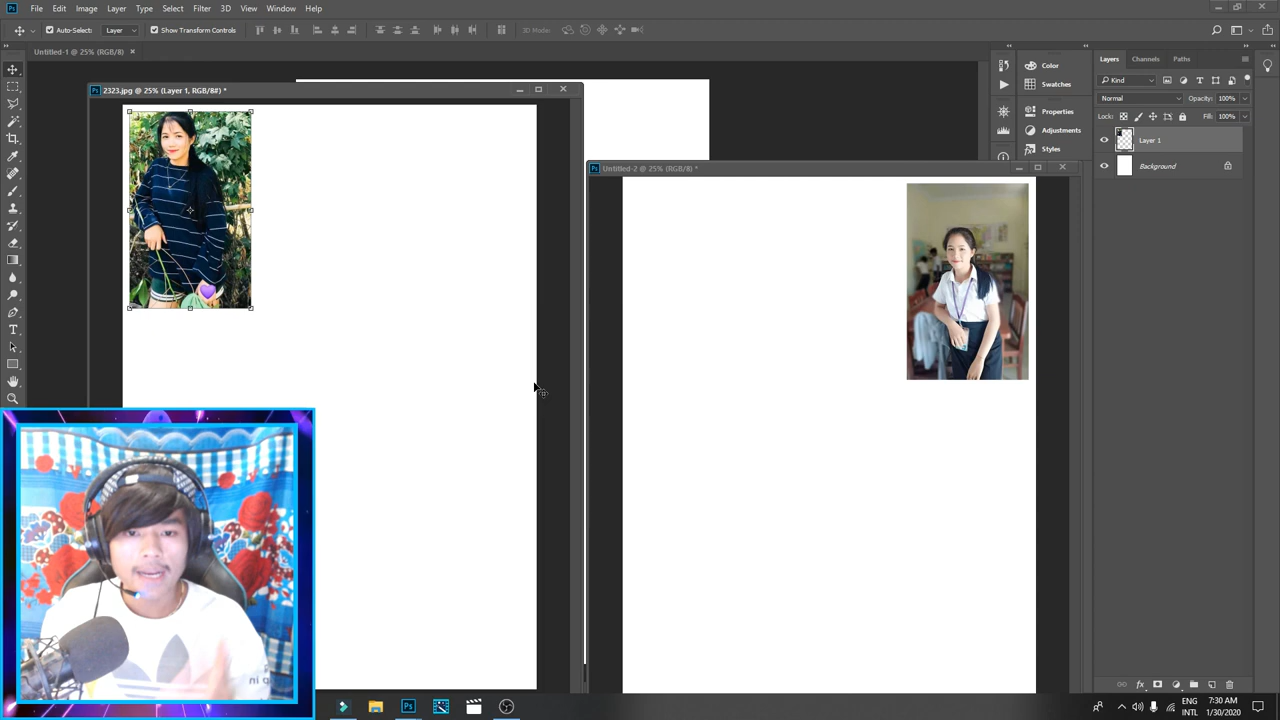 File Edit Image Layer Type Select Filter 3D View Window Help
Auto-Select: Layer Show Transform Controls 3D Mode:
Untitled-1 @ 25% (RGB/8)
Ps 2323.jpg @ 25% (Layer 1, RGB/8#) *
Ps Untitled-2 @ 25% (RGB/8) *
Color
Swatches
Properties
Adjustments
Styles
Layers Channels Paths
Kind
Normal Opacity: 100%
Lock: Fill: 100%
Layer 1
Background
T
Ps
ENG
INTL
7:30 AM
1/30/2020